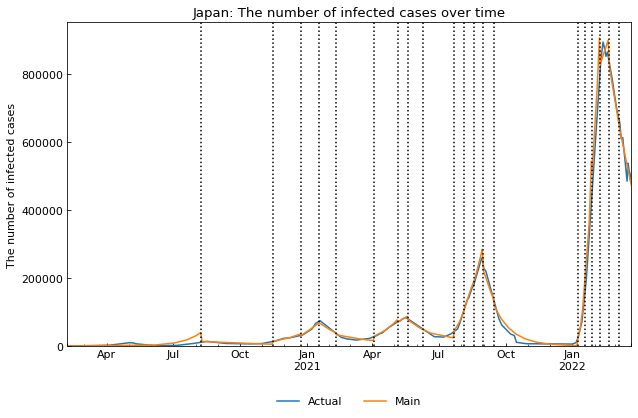 Japan: The number of infected cases over time
The number of infected cases
800000
600000
400000
200000
0
Apr Jul Oct Jan Apr Jul Oct Jan
2021 2022
Actual Main